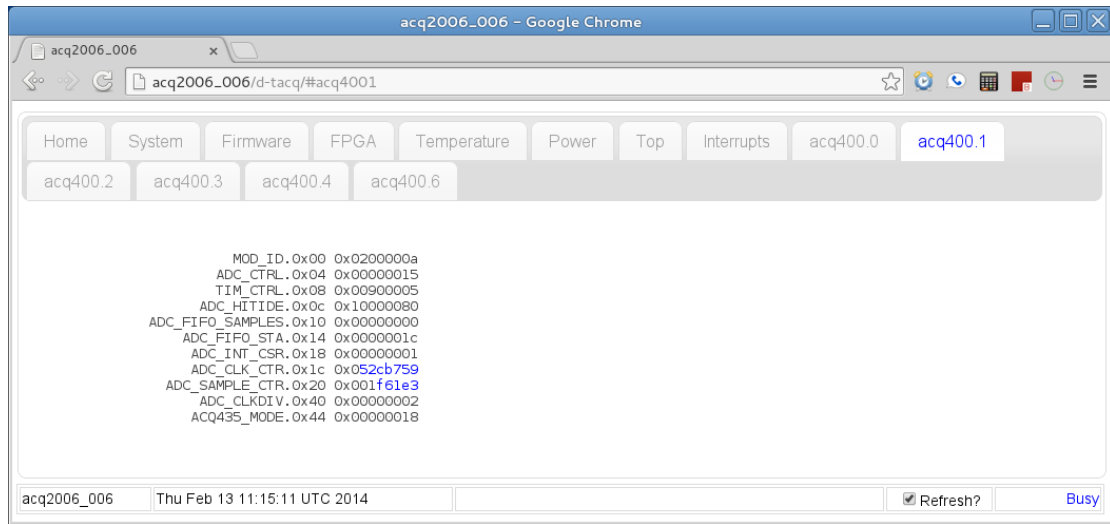 acq2006_006 - Google Chrome
acq2006_006
acq2006_006/d-tacq/#acq4001
Home System Firmware FPGA Temperature Power Top Interrupts acq400.0 acq400.1
acq400.2 acq400.3 acq400.4 acq400.6
MOD_ID.0x00 0x0200000a
ADC_CTRL.0x04 0x00000015
TIM_CTRL.0x08 0x00900005
ADC_HITIDE.0x0c 0x10000080
ADC_FIFO_SAMPLES.0x10 0x00000000
ADC_FIFO_STA.0x14 0x0000001c
ADC_INT_CSR.0x18 0x00000001
ADC_CLK_CTR.0x1c 0x052cb759
ADC_SAMPLE_CTR.0x20 0x001f61e3
ADC_CLKDIV.0x40 0x00000002
ACQ435_MODE.0x44 0x00000018
acq2006_006 Thu Feb 13 11:15:11 UTC 2014 Refresh? Busy